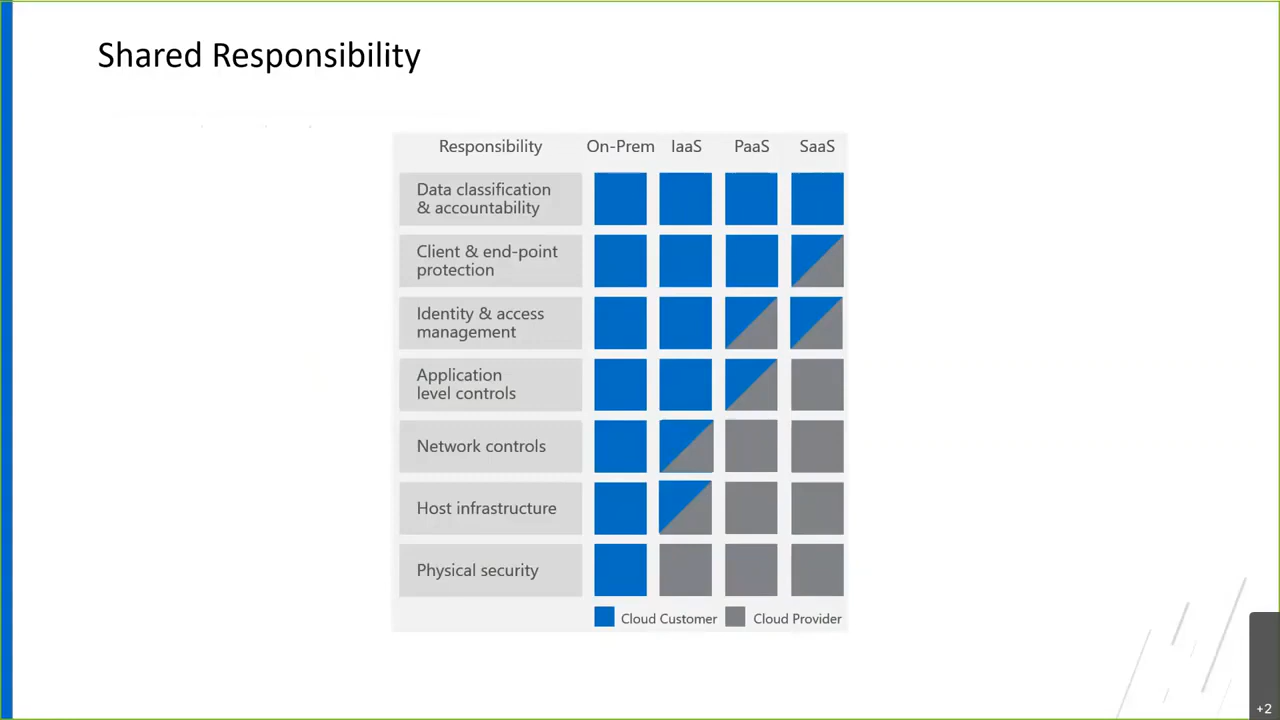 Shared Responsibility
Responsibility On-Prem IaaS PaaS SaaS
Data classification
& accountability
Client & end-point
protection
Identity & access
management
Application
level controls
Network controls
Host infrastructure
Physical security
Cloud Customer Cloud Provider
+2